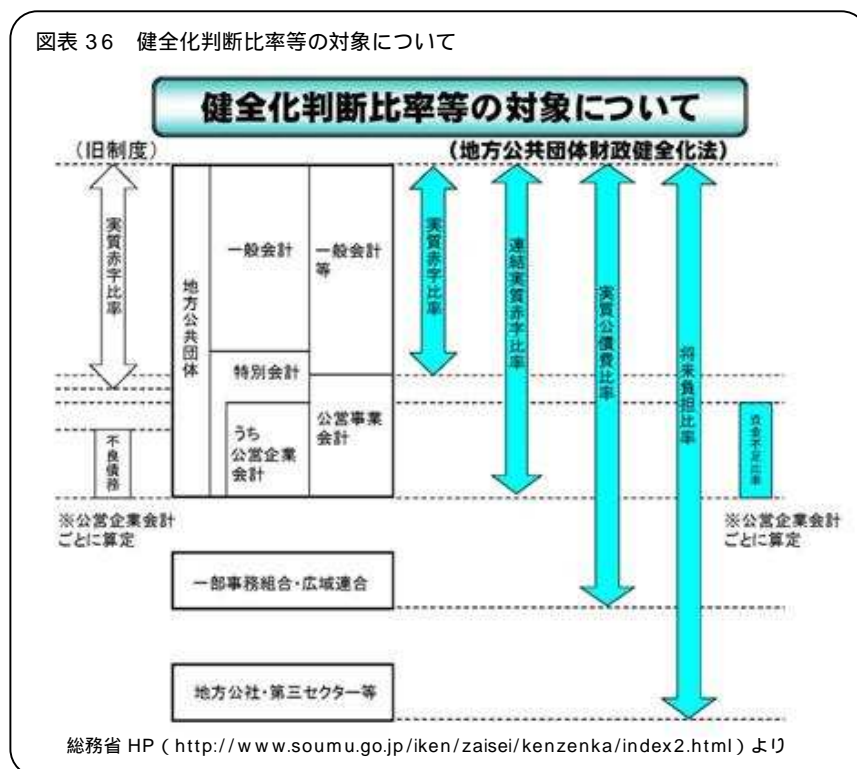 図表 36 健全化判断比率等の対象について
健全化判断比率等の対象について
(旧制度)
(地方公共団体財政健全化法)
実質赤字比率
不良債務
※公営企業会計
ごとに算定
地方公共団体
一般会計
特別会計
うち
公営企業
会計
一般会計
等
公営事業
会計
実質赤字比率
連結実質赤字比率
実質公債費比率
将来負担比率
資金不足比率
※公営企業会計
ごとに算定
一部事務組合・広域連合
地方公社・第三セクター等
総務省 HP(http://www.soumu.go.jp/iken/zaisei/kenzenka/index2.html)より